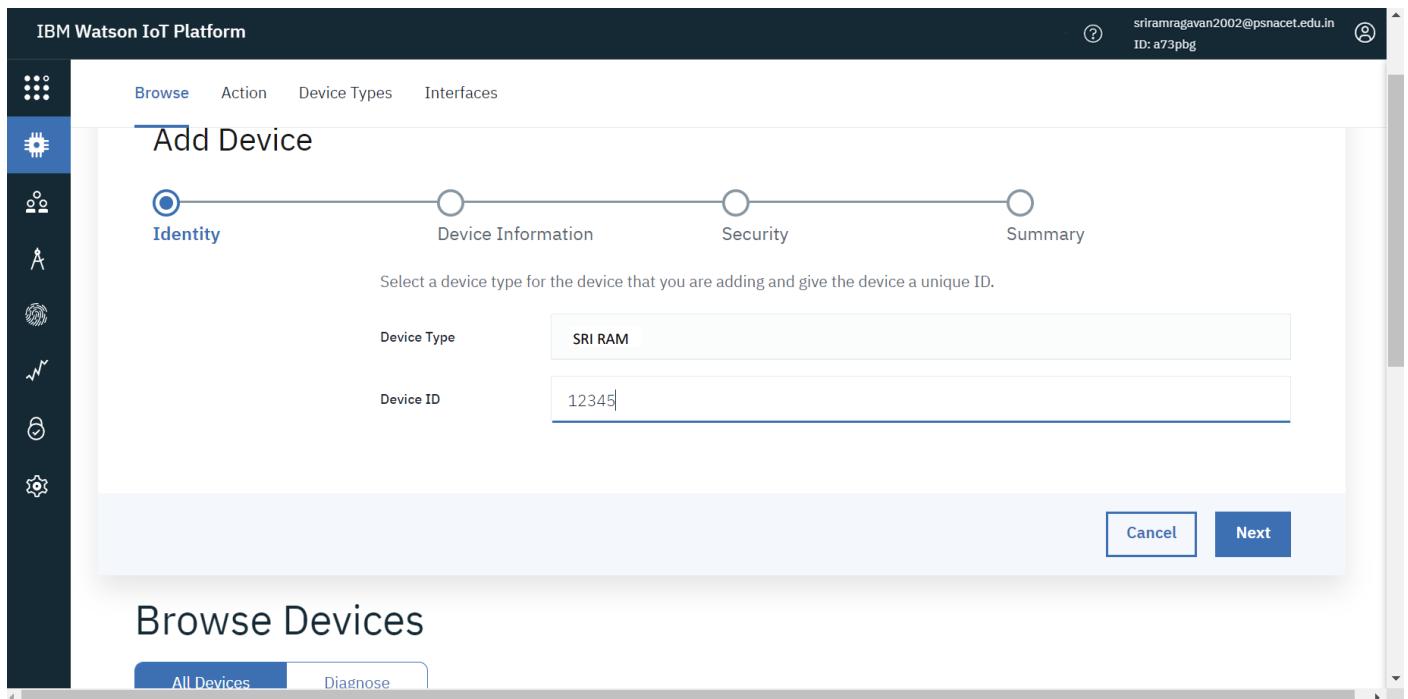 IBM Watson IoT Platform
sriramragavan2002@psnacet.edu.in
ID: a73pbg
Browse Action Device Types Interfaces
Add Device
Identity Device Information Security Summary
Select a device type for the device that you are adding and give the device a unique ID.
Device Type SRI RAM
Device ID 12345
Cancel Next
Browse Devices
All Devices Diagnose